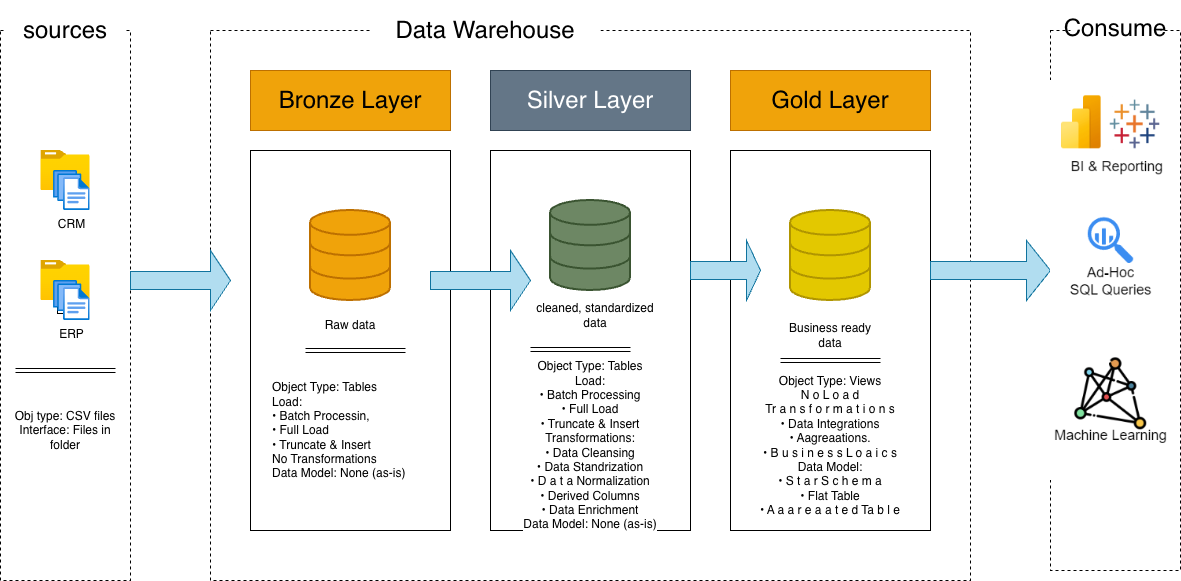 sources
CRM
ERP
Obj type: CSV files
Interface: Files in
folder
Data Warehouse
Bronze Layer
Raw data
Object Type: Tables
Load:
• Batch Processin,
• Full Load
• Truncate & Insert
No Transformations
Data Model: None (as-is)
Silver Layer
cleaned, standardized
data
Object Type: Tables
Load:
• Batch Processing
• Full Load
• Truncate & Insert
Transformations:
• Data Cleansing
• Data Standrization
• D a t a Normalization
• Derived Columns
• Data Enrichment
Data Model: None (as-is)
Gold Layer
Business ready
data
Object Type: Views
N o L o a d
T r a n s f o r m a t i o n s
• Data Integrations
• Aagreaations.
• B u s i n e s s L o a i c s
Data Model:
• S t a r S c h e m a
• Flat Table
• A a a r e a a t e d T a b l e
Consume
BI & Reporting
Ad-Hoc
SQL Queries
Machine Learning